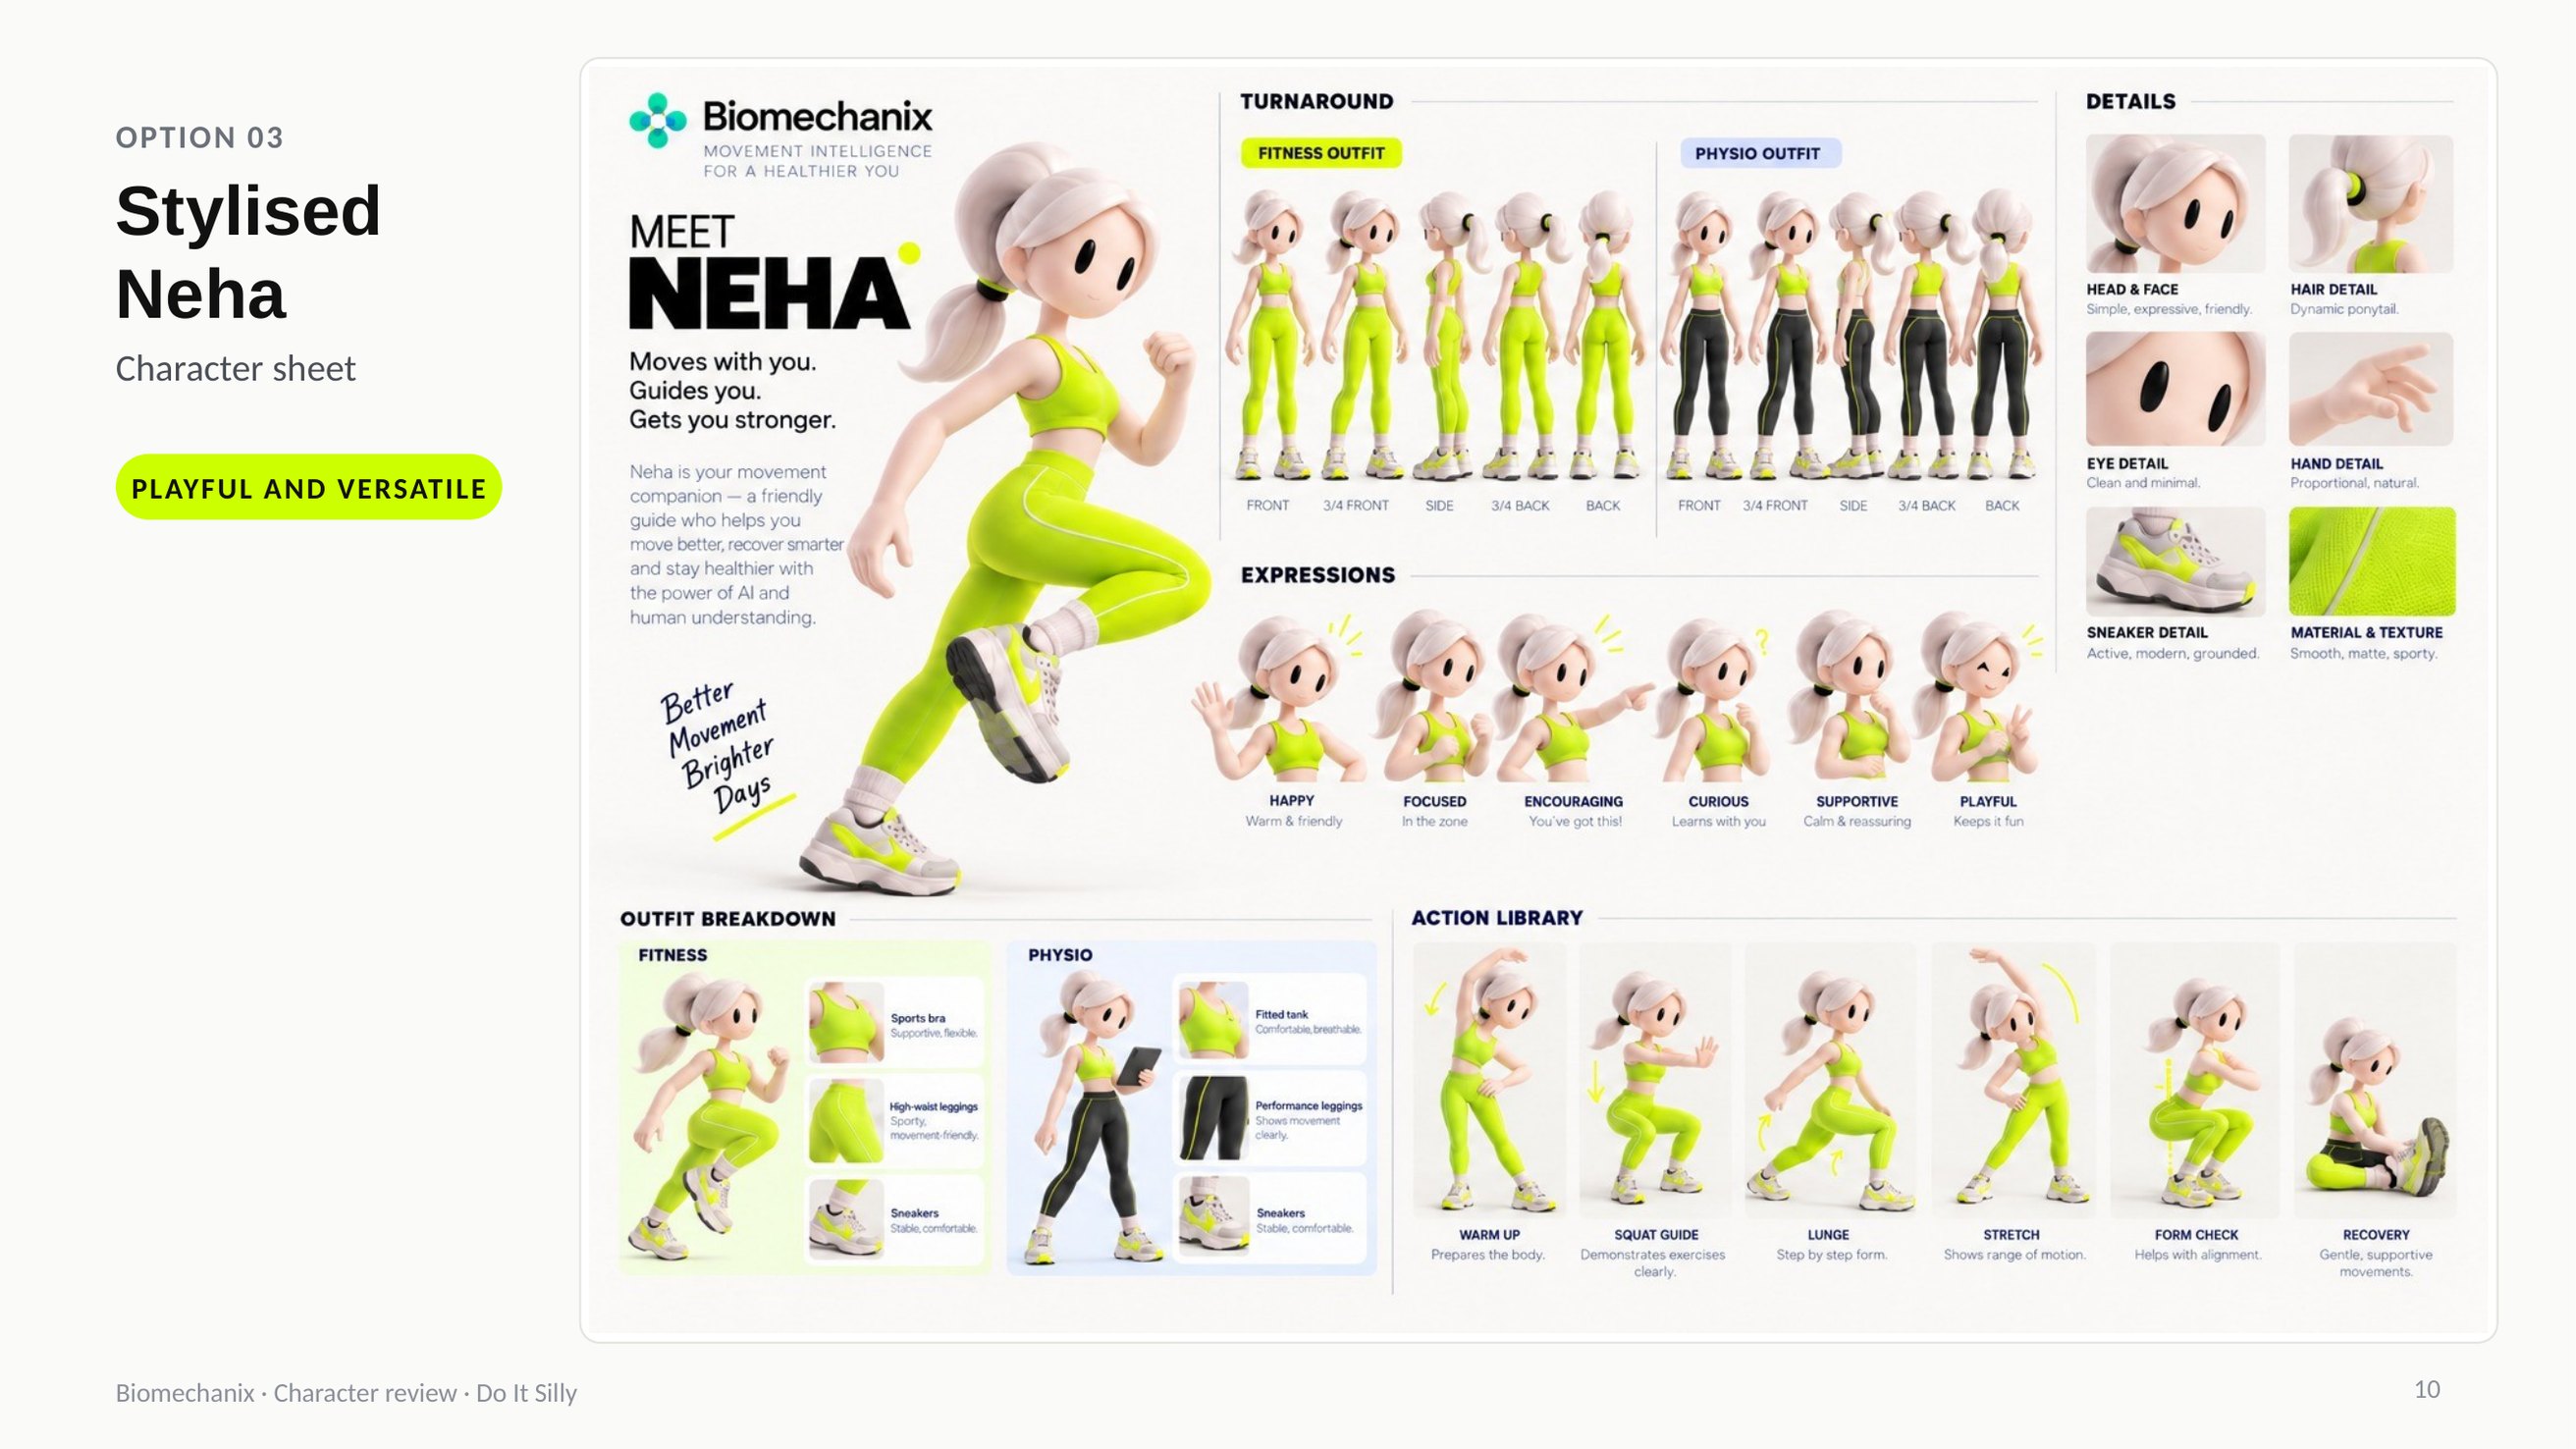 OPTION 03
Stylised
Neha
Character sheet
PLAYFUL AND VERSATILE
Biomechanix
MOVEMENT INTELLIGENCE
FOR A HEALTHIER YOU
MEET
NEHA
Moves with you.
Guides you.
Gets you stronger.
Neha is your movement
companion — a friendly
guide who helps you
move better, recover smarter
and stay healthier with
the power of AI and
human understanding.
Better
Movement
Brighter
Days
TURNAROUND
FITNESS OUTFIT
FRONT
3/4 FRONT
SIDE
3/4 BACK
BACK
PHYSIO OUTFIT
FRONT
3/4 FRONT
SIDE
3/4 BACK
BACK
DETAILS
HEAD & FACE
Simple, expressive, friendly.
HAIR DETAIL
Dynamic ponytail.
EYE DETAIL
Clean and minimal.
HAND DETAIL
Proportional, natural.
SNEAKER DETAIL
Active, modern, grounded.
MATERIAL & TEXTURE
Smooth, matte, sporty.
EXPRESSIONS
?
HAPPY
Warm & friendly
FOCUSED
In the zone
ENCOURAGING
You've got this!
CURIOUS
Learns with you
SUPPORTIVE
Calm & reassuring
PLAYFUL
Keeps it fun
OUTFIT BREAKDOWN
FITNESS
Sports bra
Supportive, flexible.
High-waist leggings
Sporty,
movement-friendly.
Sneakers
Stable, comfortable.
PHYSIO
Fitted tank
Comfortable, breathable.
Performance leggings
Shows movement
clearly.
Sneakers
Stable, comfortable.
ACTION LIBRARY
WARM UP
Prepares the body.
SQUAT GUIDE
Demonstrates exercises
clearly.
LUNGE
Step by step form.
STRETCH
Shows range of motion.
FORM CHECK
Helps with alignment.
RECOVERY
Gentle, supportive
movements.
Biomechanix · Character review · Do It Silly
10